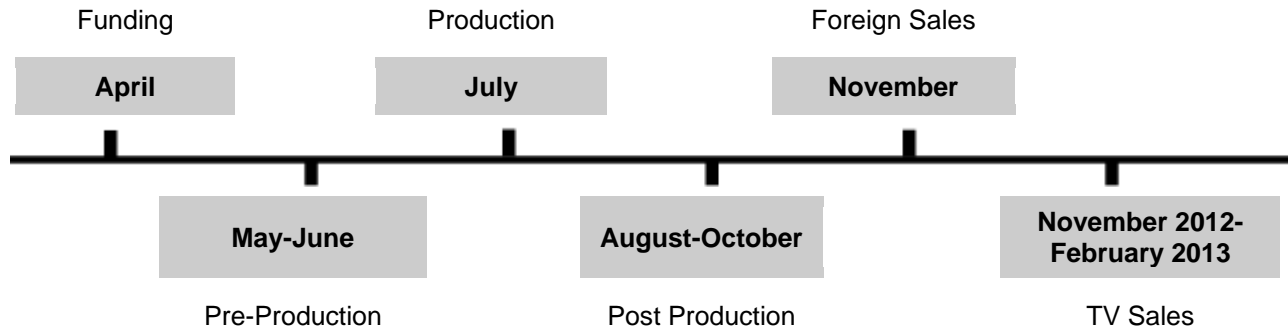 Funding
Production
Foreign Sales
April
July
November
May-June
August-October
November 2012-
February 2013
Pre-Production
Post Production
TV Sales